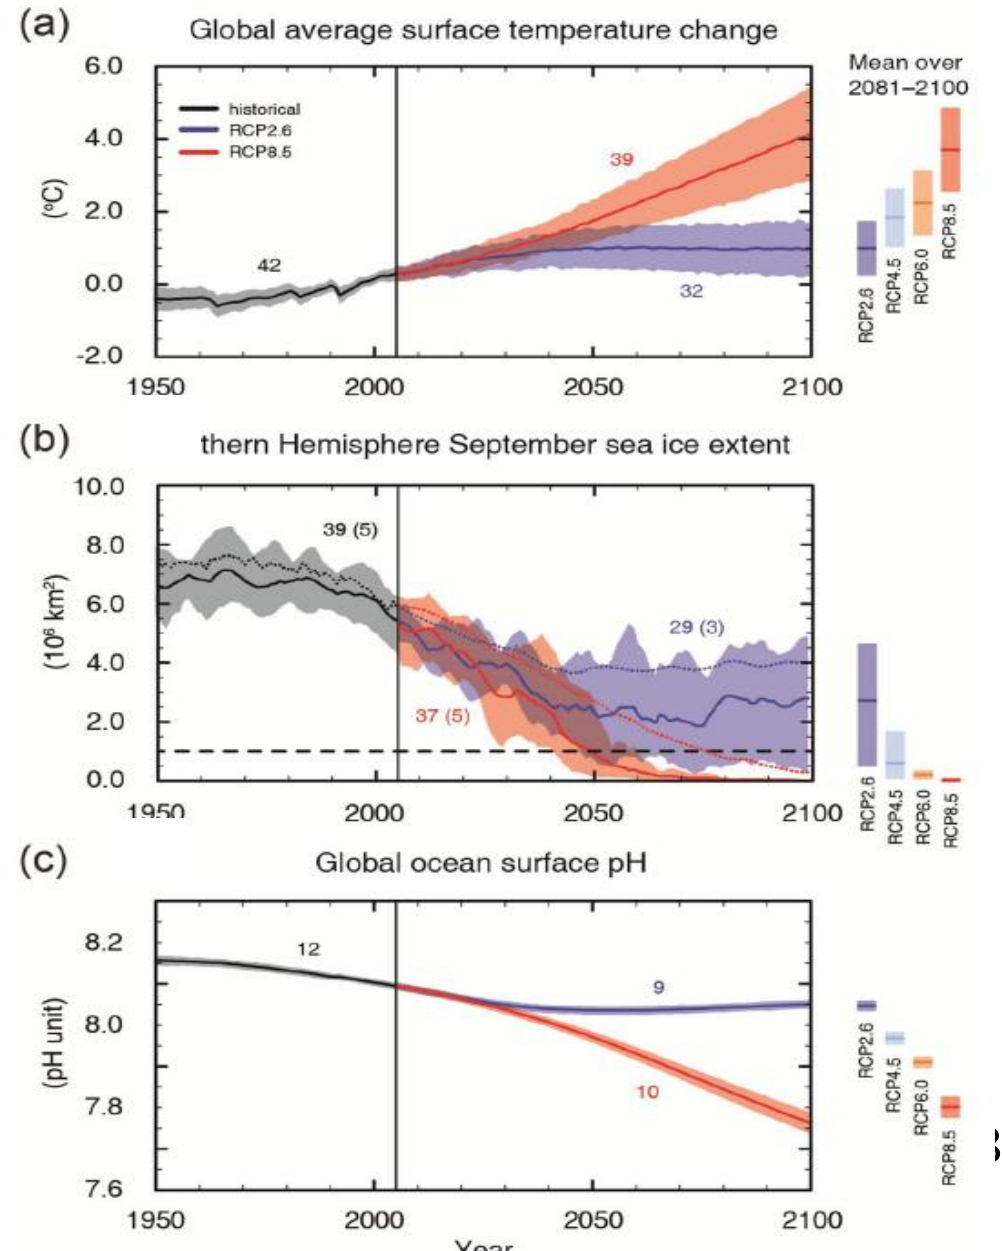 (a)
Global average surface temperature change
6.0
4.0
2.0
0.0
-2.0
(ºC)
historical
RCP2.6
RCP8.5
42
39
32
1950
2000
2050
2100
Mean over
2081–2100
RCP2.6
RCP4.5
RCP6.0
RCP8.5
(b)
thern Hemisphere September sea ice extent
10.0
8.0
6.0
4.0
2.0
0.0
(10⁶ km²)
39 (5)
29 (3)
37 (5)
1950
2000
2050
2100
RCP2.6
RCP4.5
RCP6.0
RCP8.5
(c)
Global ocean surface pH
8.2
8.0
7.8
7.6
(pH unit)
12
9
10
1950
2000
2050
2100
Year
RCP2.6
RCP4.5
RCP6.0
RCP8.5